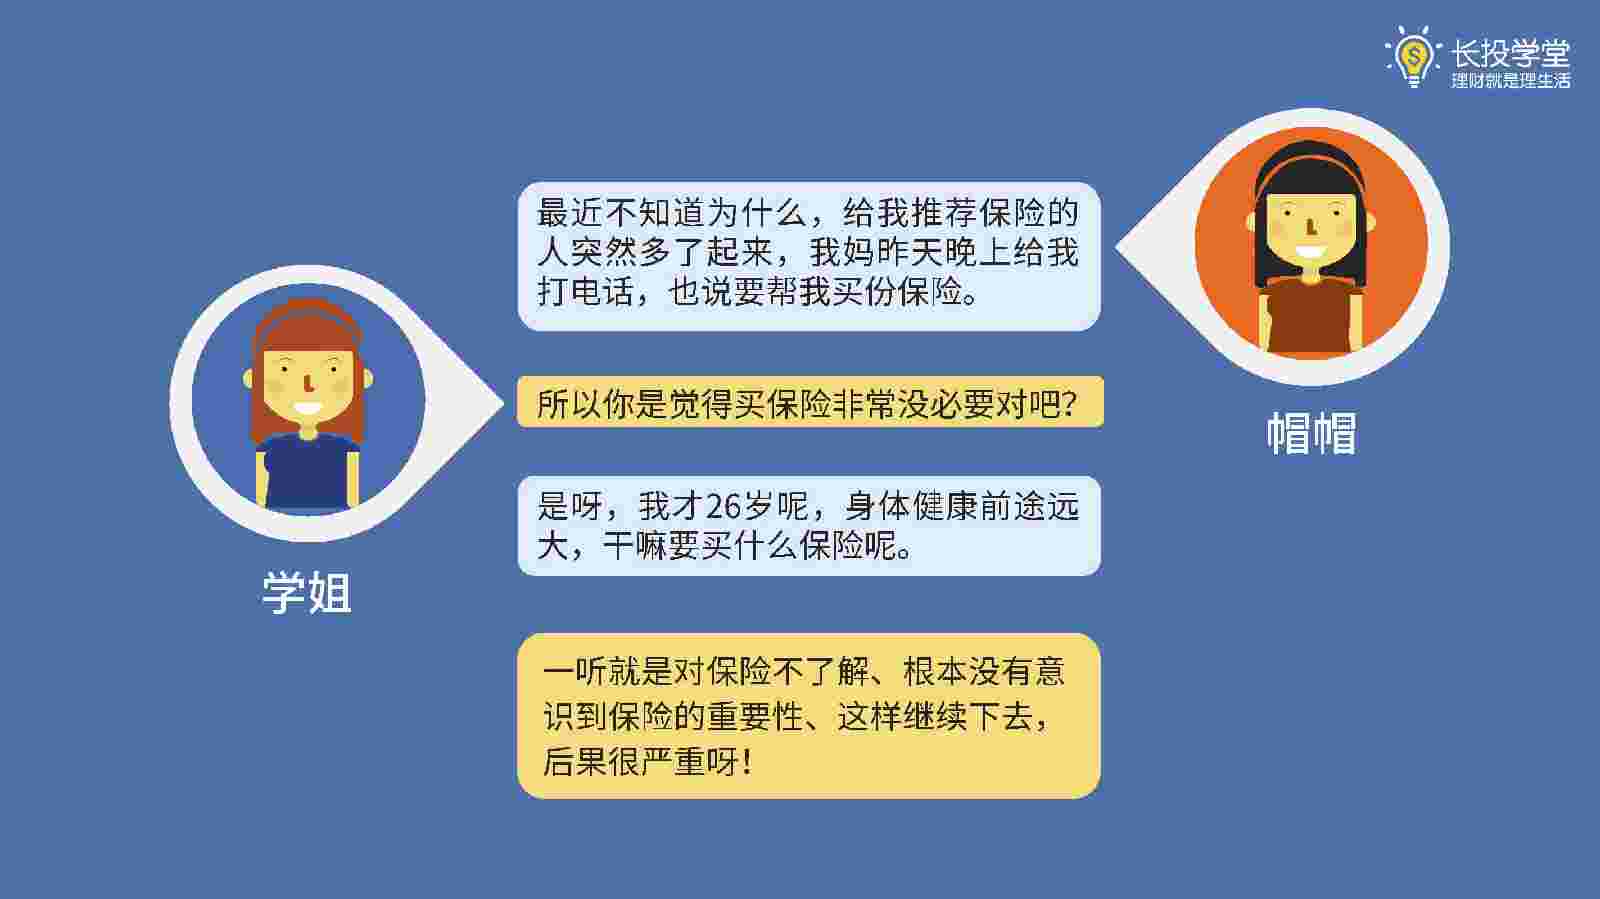 长投学堂
理财就是理生活
最近不知道为什么，给我推荐保险的
人突然多了起来，我妈昨天晚上给我
打电话，也说要帮我买份保险。
所以你是觉得买保险非常没必要对吧？
帽帽
是呀，我才26岁呢，身体健康前途远
大，干嘛要买什么保险呢。
学姐
一听就是对保险不了解、根本没有意
识到保险的重要性、这样继续下去，
后果很严重呀！